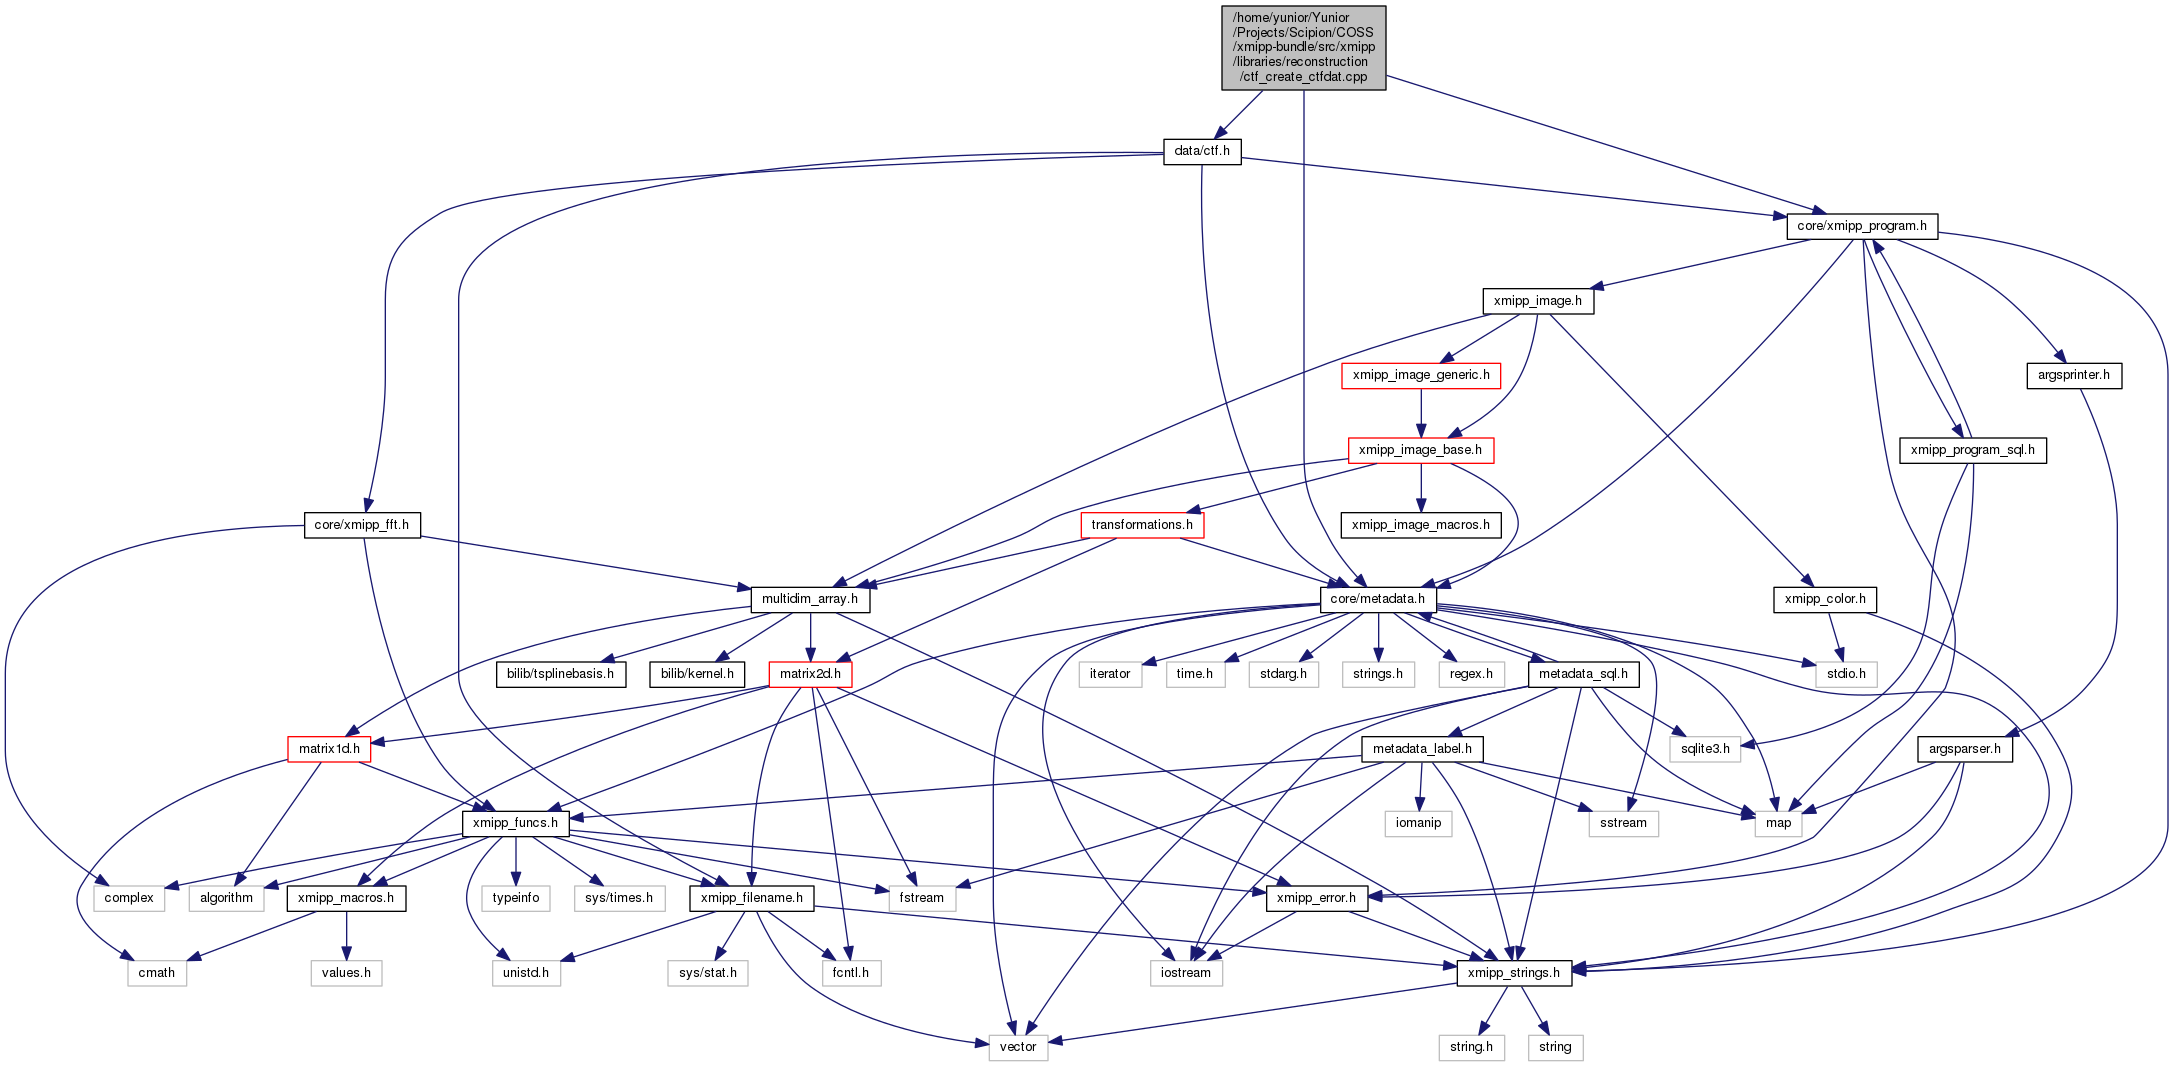 /home/yunior/Yunior
/Projects/Scipion/COSS
/xmipp-bundle/src/xmipp
/libraries/reconstruction
/ctf_create_ctfdat.cpp
data/ctf.h
core/xmipp_program.h
xmipp_image.h
xmipp_image_generic.h
argsprinter.h
xmipp_image_base.h
xmipp_program_sql.h
core/xmipp_fft.h
transformations.h
xmipp_image_macros.h
multidim_array.h
core/metadata.h
xmipp_color.h
bilib/tsplinebasis.h
bilib/kernel.h
matrix2d.h
iterator
time.h
stdarg.h
strings.h
regex.h
metadata_sql.h
stdio.h
matrix1d.h
metadata_label.h
sqlite3.h
argsparser.h
xmipp_funcs.h
iomanip
sstream
map
complex
algorithm
xmipp_macros.h
typeinfo
sys/times.h
xmipp_filename.h
fstream
xmipp_error.h
cmath
values.h
unistd.h
sys/stat.h
fcntl.h
iostream
xmipp_strings.h
vector
string.h
string